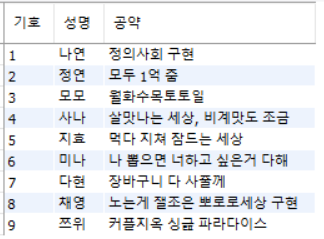 기호 성명 공약
1 나연 정의사회 구현
2 정연 모두 1억 줌
3 모모 월화수목토토일
4 사나 살맛나는 세상, 비계맛도 조금
5 지효 먹다 지쳐 잠드는 세상
6 미나 나 뽑으면 너하고 싶은거 다해
7 다현 장바구니 다 사쭐께
8 채영 노는게 잴조은 뽀로로세상 구현
9 쯔위 커플지옥 싱글 파라다이스